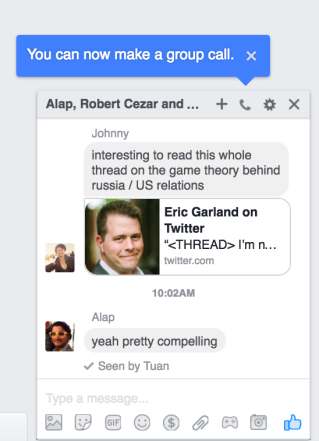 You can now make a group call.
Alap, Robert Cezar and ...
Johnny
interesting to read this whole
thread on the game theory behind
russia / US relations
Eric Garland on
Twitter
“<THREAD> I’m n...
twitter.com
10:02AM
Alap
yeah pretty compelling
Seen by Tuan
Type a message...
GIF
$